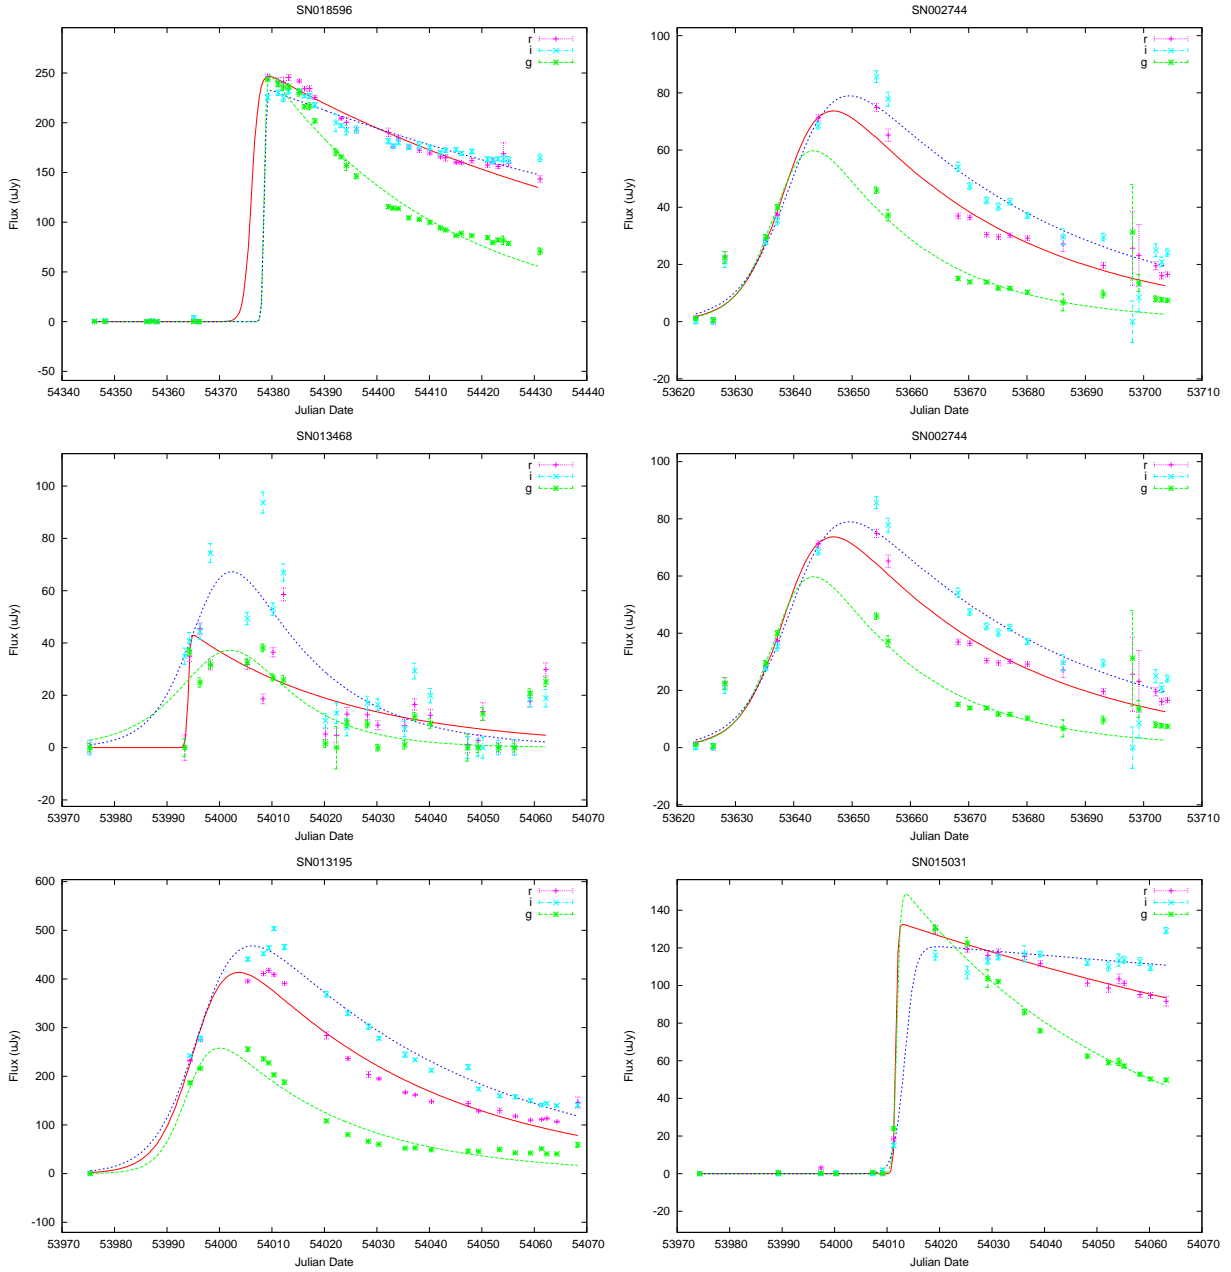 SN018596
250
200
150
100
50
0
-50
r
i
g
Flux (uJy)
54340 54350 54360 54370 54380 54390 54400 54410 54420 54430 54440
Julian Date
SN002744
100
80
60
40
20
0
-20
r
i
g
Flux (uJy)
53620 53630 53640 53650 53660 53670 53680 53690 53700 53710
Julian Date
SN013468
100
80
60
40
20
0
-20
r
i
g
Flux (uJy)
53970 53980 53990 54000 54010 54020 54030 54040 54050 54060 54070
Julian Date
SN002744
100
80
60
40
20
0
-20
r
i
g
Flux (uJy)
53620 53630 53640 53650 53660 53670 53680 53690 53700 53710
Julian Date
SN013195
600
500
400
300
200
100
0
-100
r
i
g
Flux (uJy)
53970 53980 53990 54000 54010 54020 54030 54040 54050 54060 54070
Julian Date
SN015031
140
120
100
80
60
40
20
0
-20
r
i
g
Flux (uJy)
53970 53980 53990 54000 54010 54020 54030 54040 54050 54060 54070
Julian Date